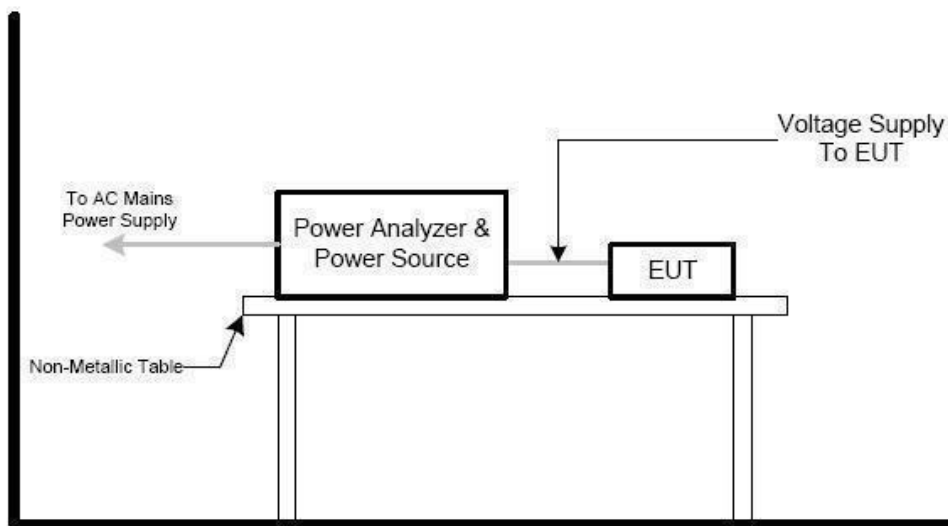 Voltage Supply
To EUT
To AC Mains
Power Supply
Power Analyzer &
Power Source
EUT
Non-Metallic Table